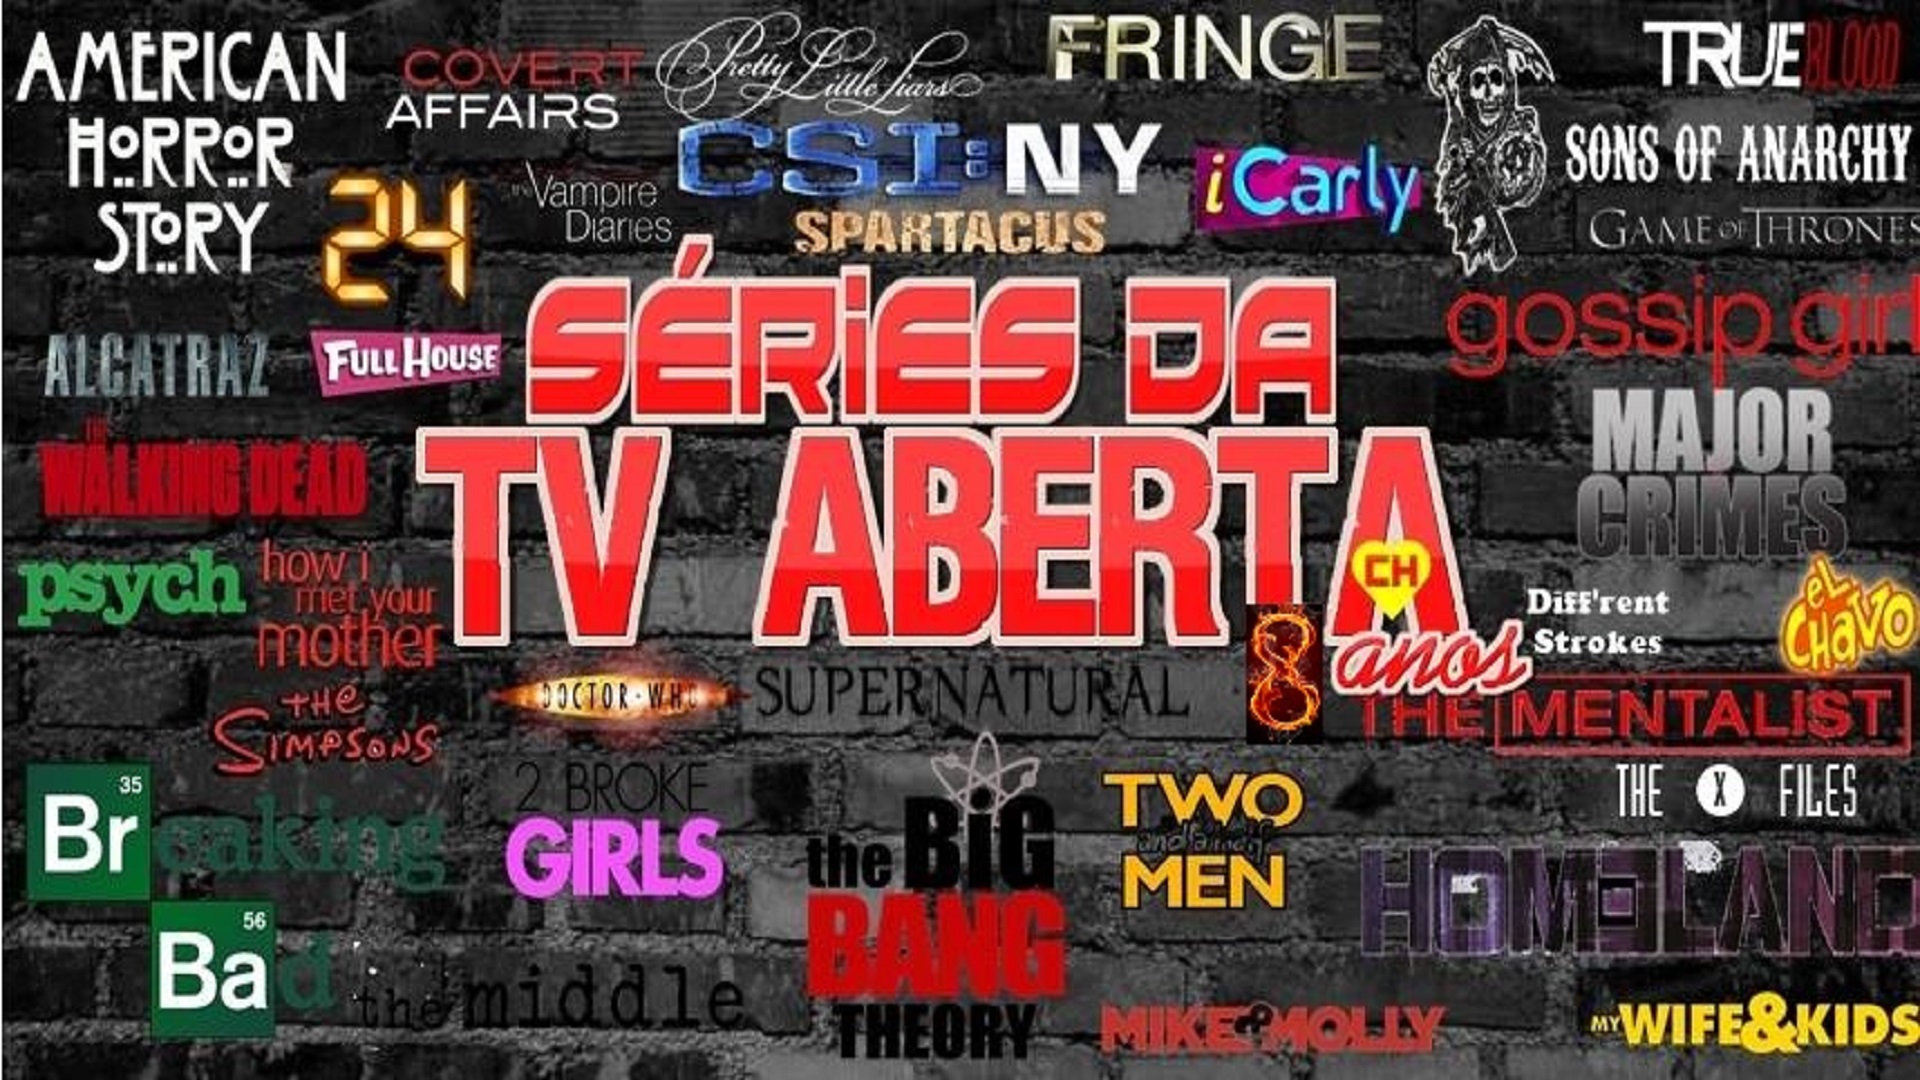 AMERICAN
HORROR
STORY
COVERT
AFFAIRS
Pretty Little Liars
FRINGE
TRUEBLOOD
24
Vampire
Diaries
CSI:NY
SPARTACUS
iCarly
SONS OF ANARCHY
GAME OF THRONES
ALCATRAZ
FULL HOUSE
SÉRIES DA
TV ABERTA
CH
8 anos
gossip girl
MAJOR
CRIMES
THE
WALKING DEAD
psych
how i
met your
mother
Diff'rent
Strokes
eL
CHAVO
THE
SIMPSONS
DOCTOR·WHO
SUPERNATURAL
THE MENTALIST
35
Breaking
56
Bad
2 BROKE
GIRLS
the BiG
BANG
THEORY
TWO
and a half
MEN
THE X FILES
HOMELAND
the middle
MIKE&MOLLY
MY WIFE&KIDS